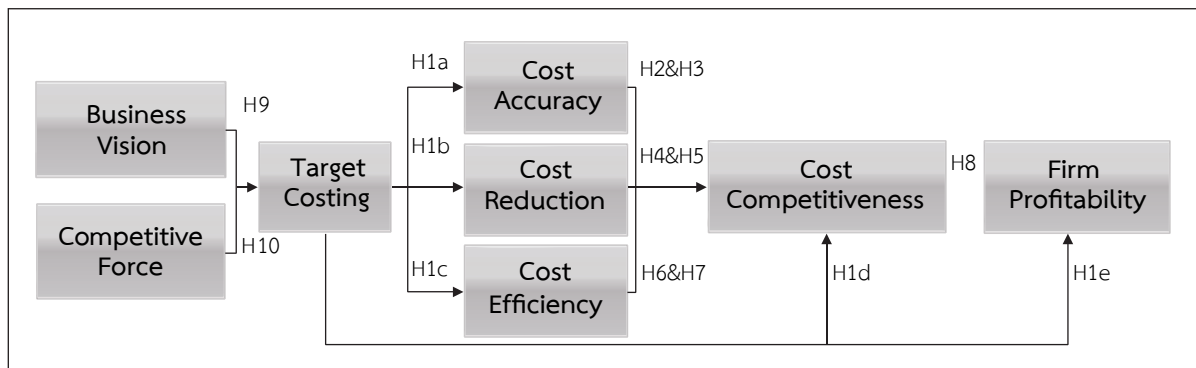 H9
Business
Vision
Competitive
Force
H10
Target
Costing
H1a
H1b
H1c
Cost
Accuracy
Cost
Reduction
Cost
Efficiency
H2&H3
H4&H5
H6&H7
Cost
Competitiveness
H8
Firm
Profitability
H1d
H1e